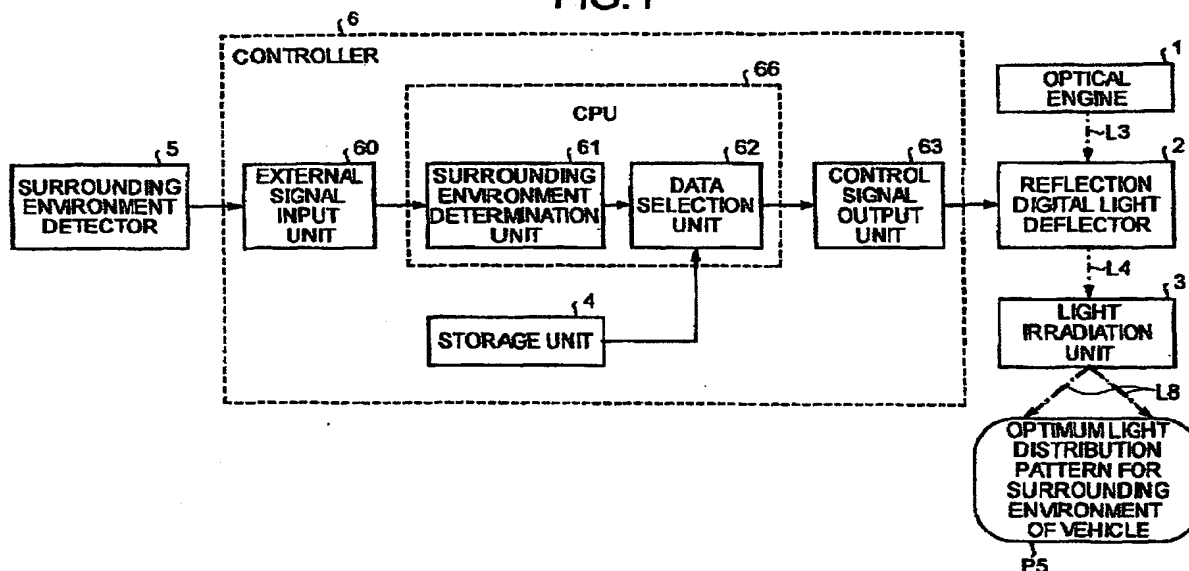 FIG. 1
6
CONTROLLER
66
CPU
1
OPTICAL
ENGINE
L3
5
SURROUNDING
ENVIRONMENT
DETECTOR
60
EXTERNAL
SIGNAL
INPUT
UNIT
61
SURROUNDING
ENVIRONMENT
DETERMINATION
UNIT
62
DATA
SELECTION
UNIT
63
CONTROL
SIGNAL
OUTPUT
UNIT
2
REFLECTION
DIGITAL LIGHT
DEFLECTOR
L4
4
STORAGE UNIT
3
LIGHT
IRRADIATION
UNIT
L8
OPTIMUM LIGHT
DISTRIBUTION
PATTERN FOR
SURROUNDING
ENVIRONMENT
OF VEHICLE
P5